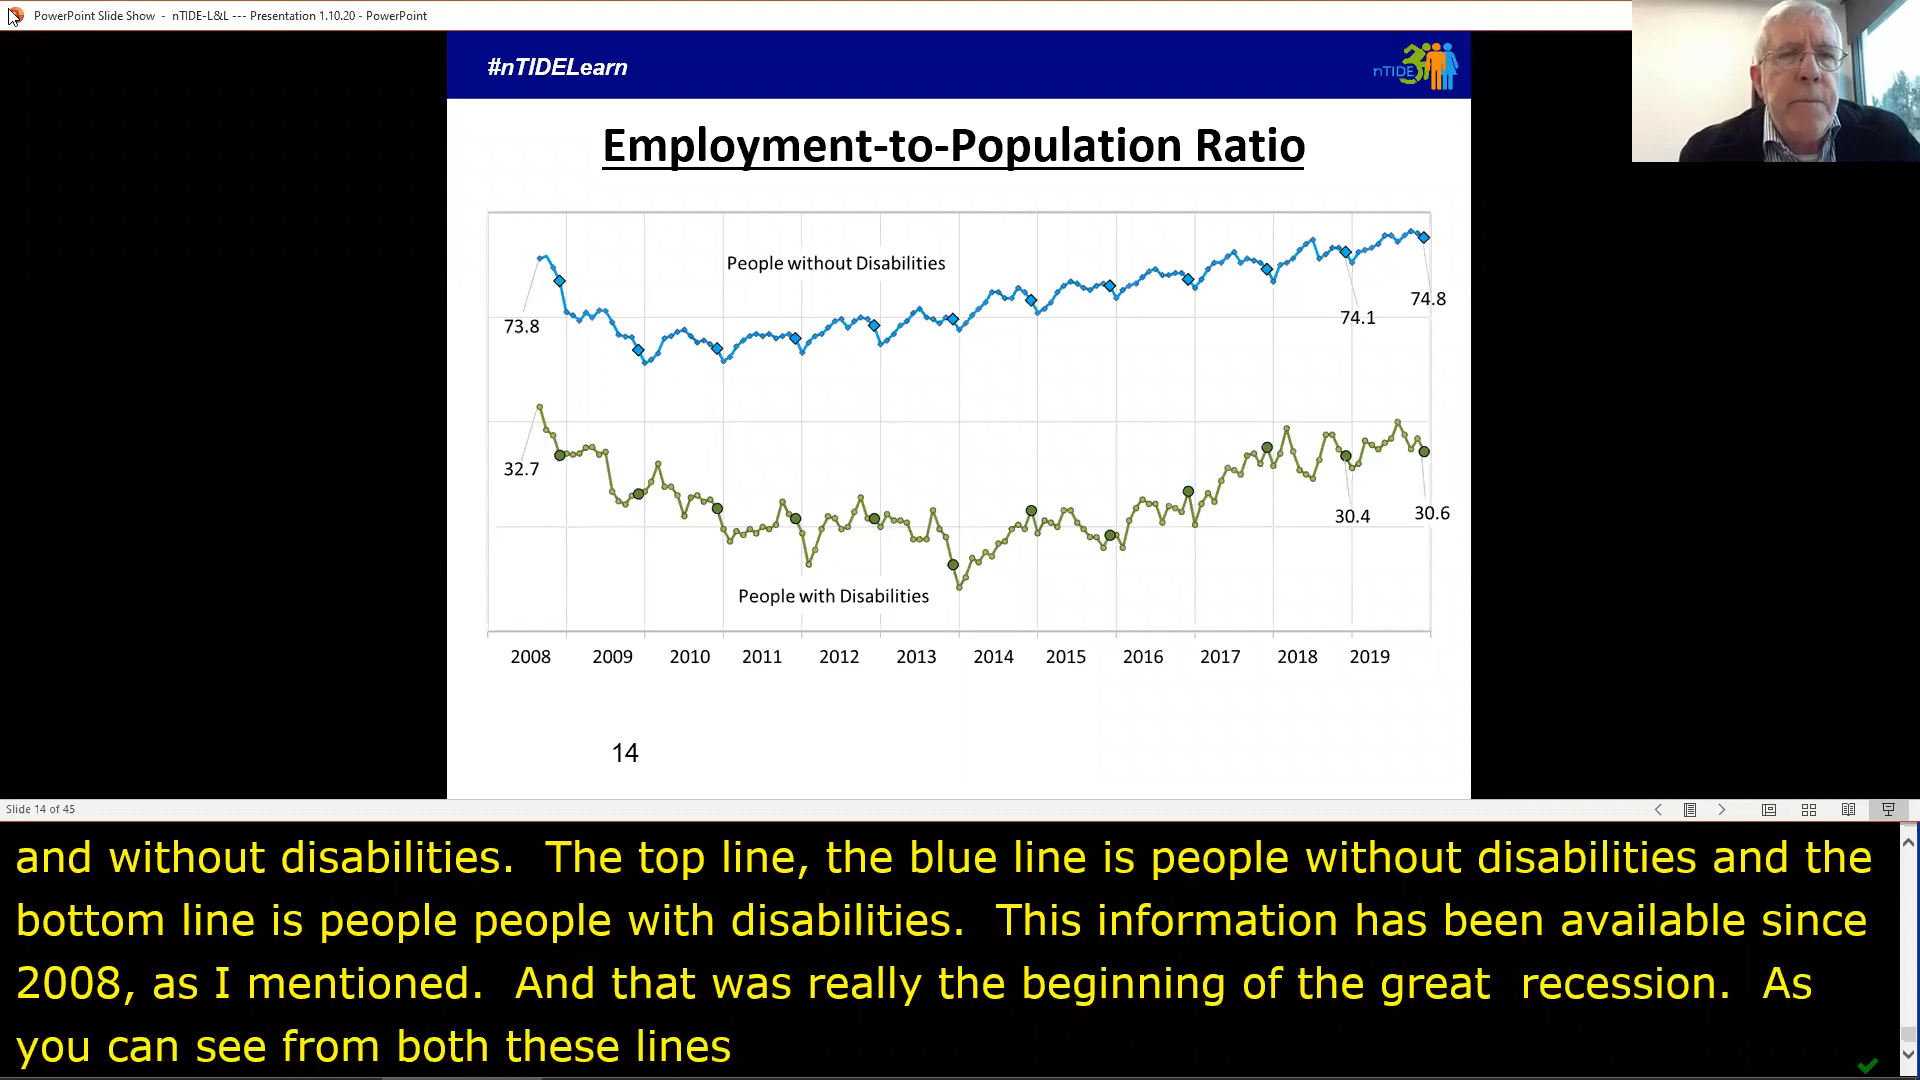 PowerPoint Slide Show - nTIDE-L&L --- Presentation 1.10.20 - PowerPoint
#nTIDELearn
nTIDE
Employment-to-Population Ratio
People without Disabilities
73.8
74.1
74.8
32.7
30.4
30.6
People with Disabilities
2008 2009 2010 2011 2012 2013 2014 2015 2016 2017 2018 2019
14
Slide 14 of 45
and without disabilities. The top line, the blue line is people without disabilities and the
bottom line is people people with disabilities. This information has been available since
2008, as I mentioned. And that was really the beginning of the great recession. As
you can see from both these lines